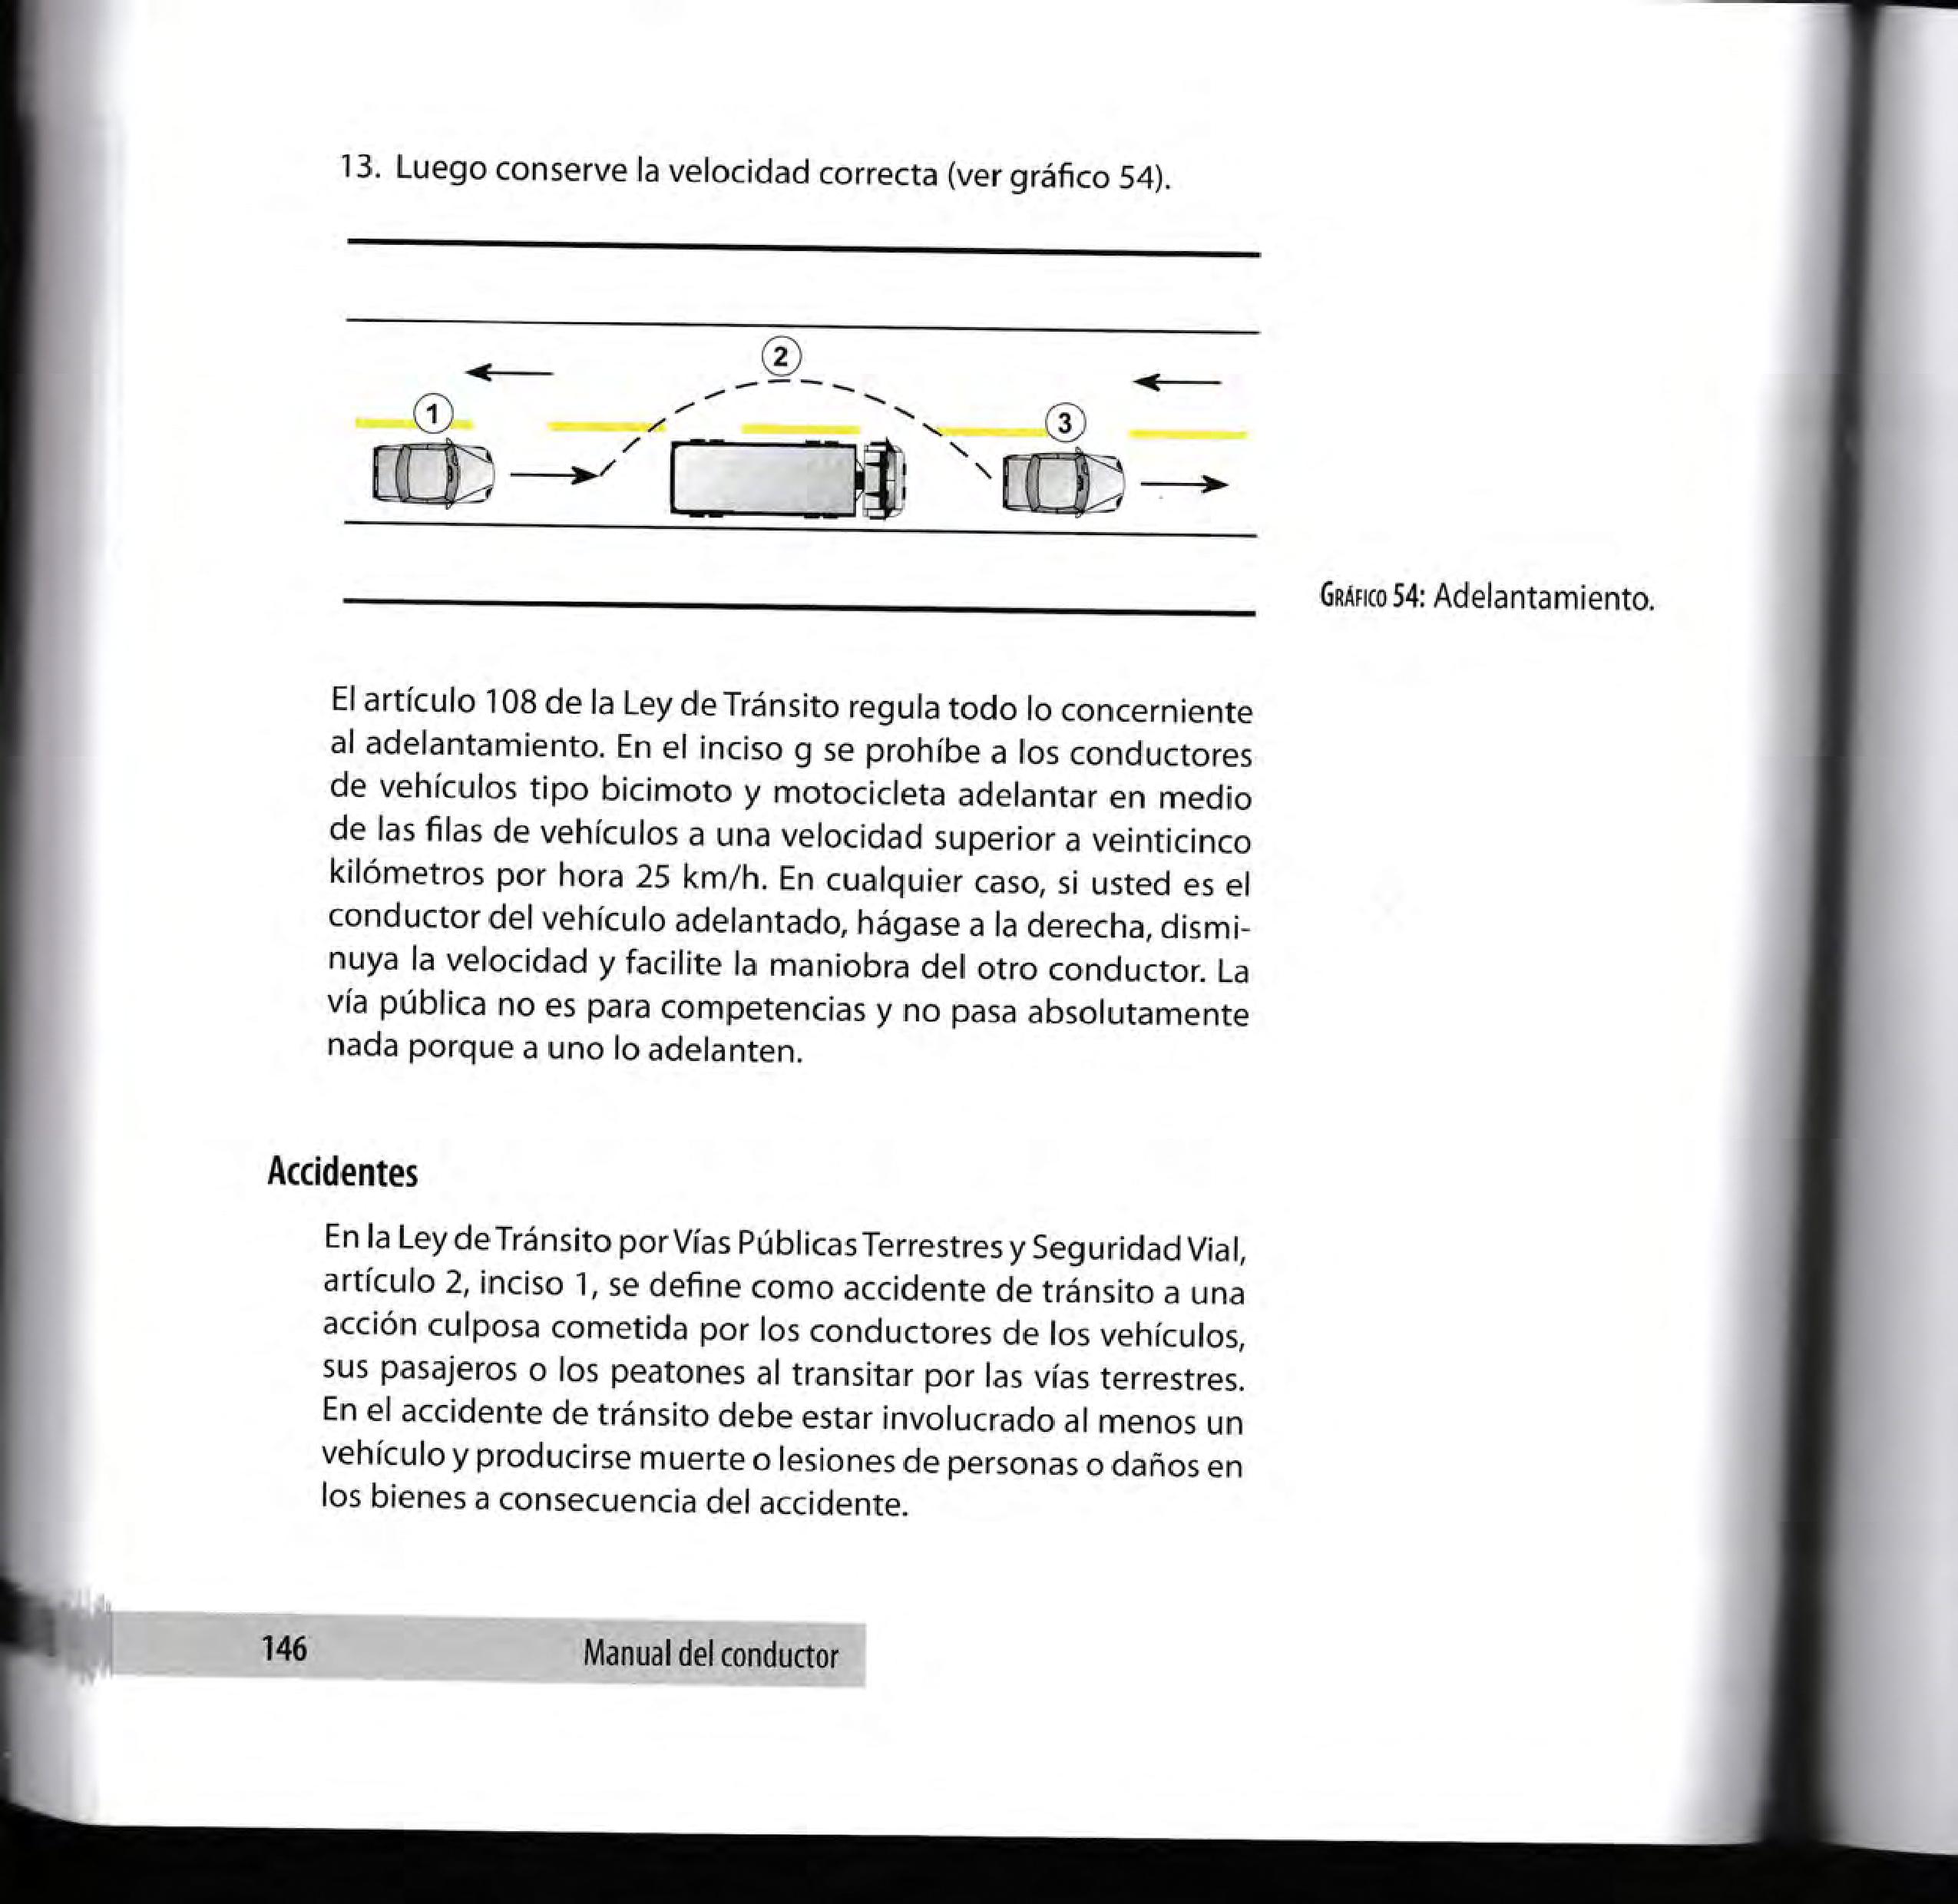 13. Luego conserve la velocidad correcta (ver gráfico 54).
2
1
3
GRÁFICO 54: Adelantamiento.
El artículo 108 de la Ley de Tránsito regula todo lo concerniente
al adelantamiento. En el inciso g se prohíbe a los conductores
de vehículos tipo bicimoto y motocicleta adelantar en medio
de las filas de vehículos a una velocidad superior a veinticinco
kilómetros por hora 25 km/h. En cualquier caso, si usted es el
conductor del vehículo adelantado, hágase a la derecha, dismi-
nuya la velocidad y facilite la maniobra del otro conductor. La
vía pública no es para competencias y no pasa absolutamente
nada porque a uno lo adelanten.
Accidentes
En la Ley de Tránsito por Vías Públicas Terrestres y Seguridad Vial,
artículo 2, inciso 1, se define como accidente de tránsito a una
acción culposa cometida por los conductores de los vehículos,
sus pasajeros o los peatones al transitar por las vías terrestres.
En el accidente de tránsito debe estar involucrado al menos un
vehículo y producirse muerte o lesiones de personas o daños en
los bienes a consecuencia del accidente.
146 Manual del conductor